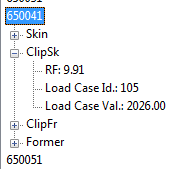 650041
Skin
ClipSk
RF: 9.91
Load Case Id.: 105
Load Case Val.: 2026.00
ClipFr
Former
650051